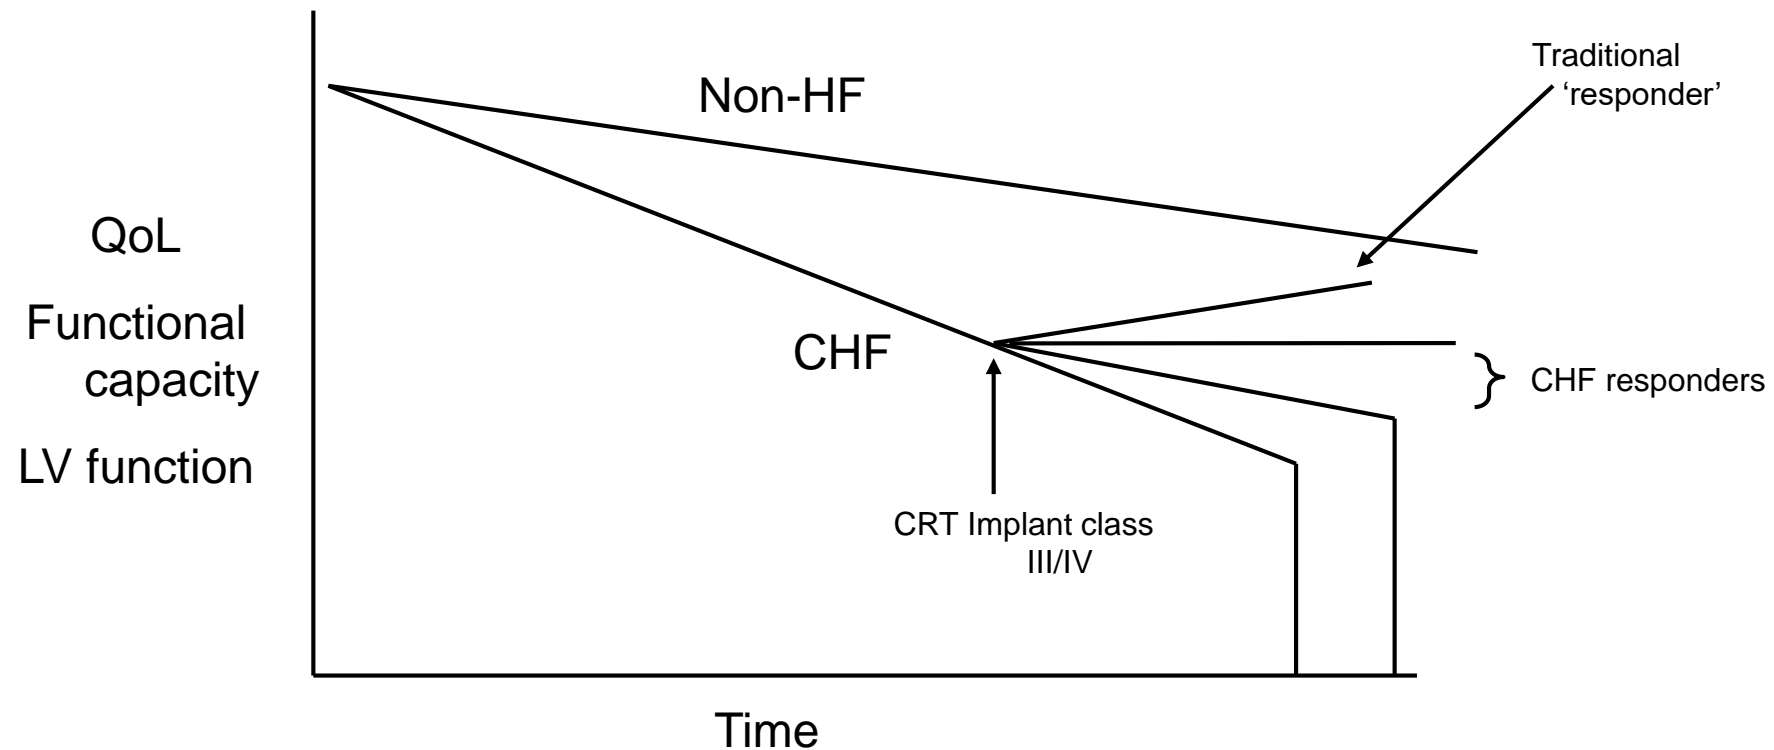 Traditional
‘responder’
Non-HF
QoL
Functional
capacity
LV function
CHF
CHF responders
CRT Implant class
III/IV
Time